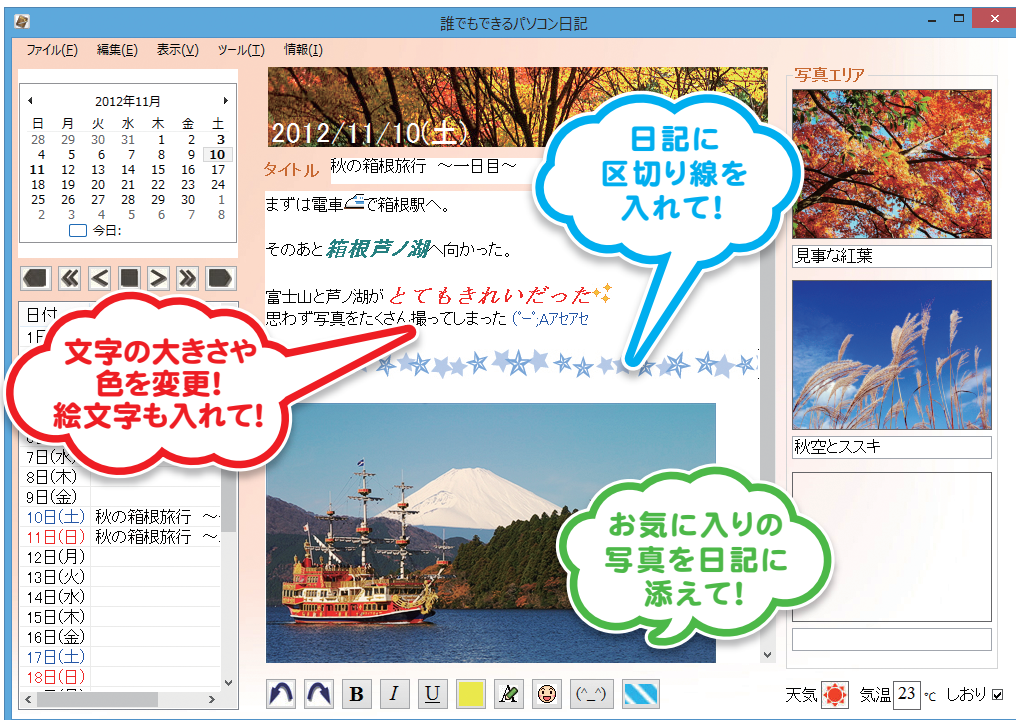 誰でもできるパソコン日記
ファイル(F) 編集(E) 表示(V) ツール(T) 情報(I)
2012年11月
日 月 火 水 木 金 土
28 29 30 31 1 2 3
4 5 6 7 8 9 10
11 12 13 14 15 16 17
18 19 20 21 22 23 24
25 26 27 28 29 30 1
2 3 4 5 6 7 8
今日:
日付
7日(水)
8日(木)
9日(金)
10日(土) 秋の箱根旅行 ～
11日(日) 秋の箱根旅行 ～
12日(月)
13日(火)
14日(水)
15日(木)
16日(金)
17日(土)
18日(日)
文字の大きさや
色を変更!
絵文字も入れて!
2012/11/10(土)
タイトル 秋の箱根旅行 ～一日目～
まずは電車で箱根駅へ。
そのあと箱根芦ノ湖へ向かった。
富士山と芦ノ湖が とてもきれいだった
思わず写真をたくさん撮ってしまった (゜ー゜;Aアセアセ
日記に
区切り線を
入れて!
お気に入りの
写真を日記に
添えて!
B I U A (^_^)
写真エリア
見事な紅葉
秋空とススキ
天気 気温 23 ℃ しおり